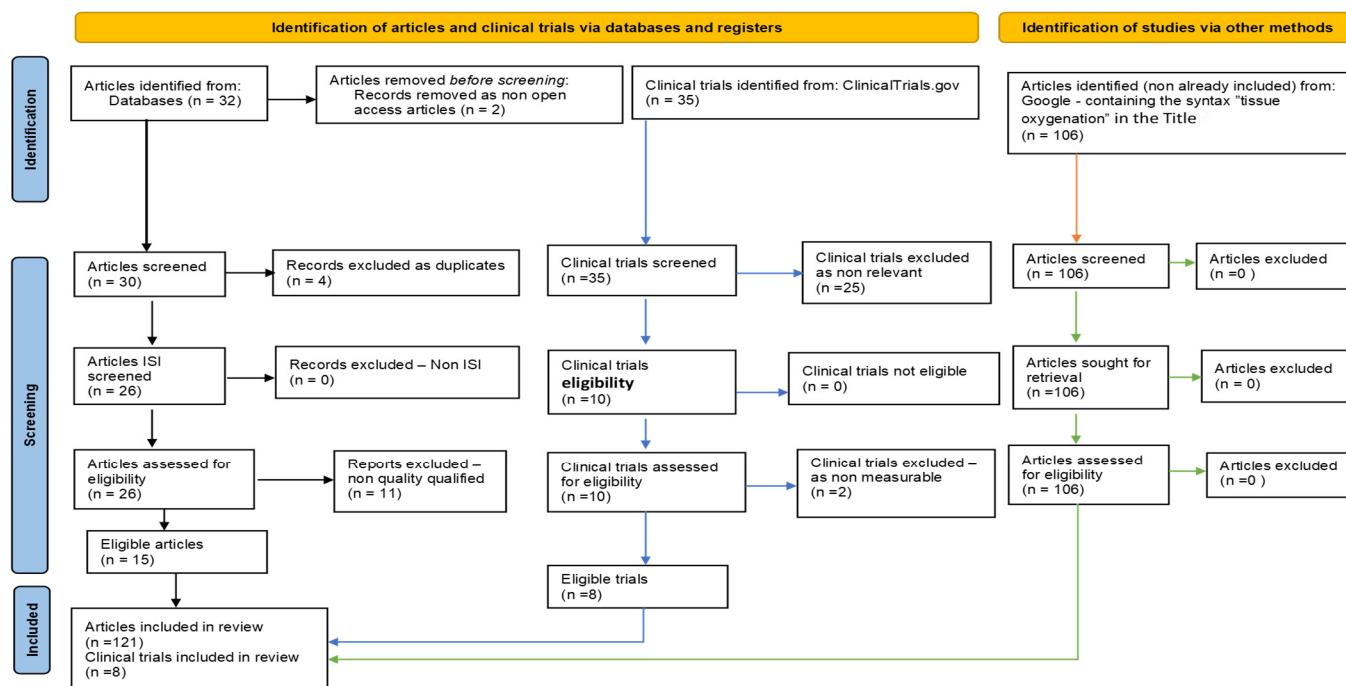 Identification of articles and clinical trials via databases and registers
Identification of studies via other methods
Identification
Articles identified from:
Databases (n = 32)
Articles removed before screening:
Records removed as non open
access articles (n = 2)
Clinical trials identified from: ClinicalTrials.gov
(n = 35)
Articles identified (non already included) from:
Google - containing the syntax "tissue
oxygenation" in the Title
(n = 106)
Screening
Articles screened
(n = 30)
Records excluded as duplicates
(n = 4)
Clinical trials screened
(n =35)
Clinical trials excluded
as non relevant
(n =25)
Articles screened
(n = 106)
Articles excluded
(n =0 )
Articles ISI
screened
(n = 26)
Records excluded – Non ISI
(n = 0)
Clinical trials
eligibility
(n =10)
Clinical trials not eligible
(n = 0)
Articles sought for
retrieval
(n =106)
Articles excluded
(n = 0)
Articles assessed for
eligibility
(n = 26)
Reports excluded –
non quality qualified
(n = 11)
Clinical trials assessed
for eligibility
(n =10)
Clinical trials excluded –
as non measurable
(n =2)
Articles assessed
for eligibility
(n = 106)
Articles excluded
(n =0 )
Eligible articles
(n = 15)
Eligible trials
(n =8)
Included
Articles included in review
(n =121)
Clinical trials included in review
(n =8)